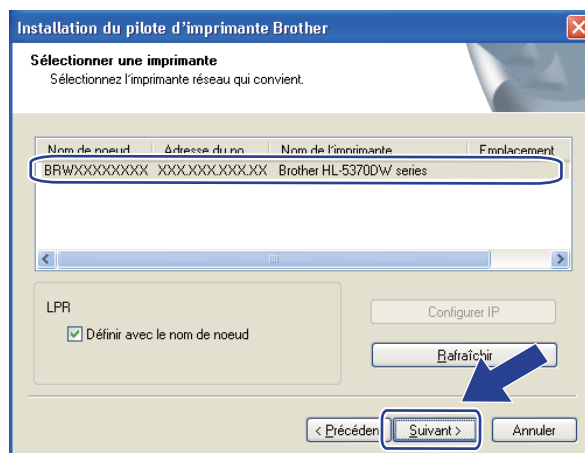 Installation du pilote d'imprimante Brother
Sélectionner une imprimante
Sélectionnez l'imprimante réseau qui convient.
Nom de noeud Adresse du no Nom de l'imprimante Emplacement
BRWXXXXXXXX XXX.XXX.XXX.XX Brother HL-5370DW series
LPR
Configurer IP
Définir avec le nom de noeud
Rafraîchir
< Précéden Suivant > Annuler